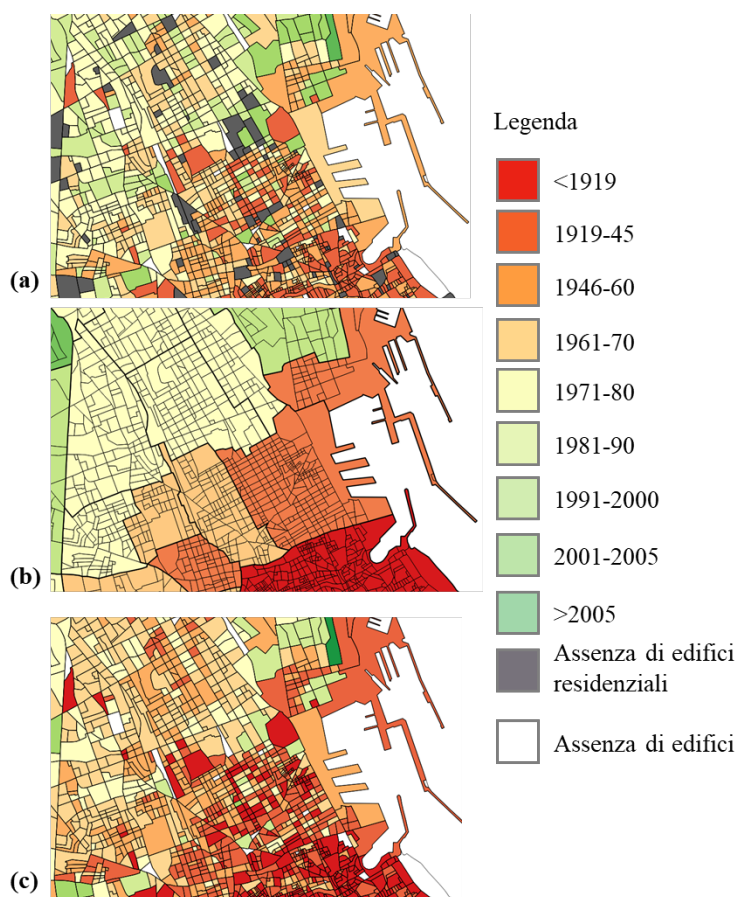 Legenda
<1919
1919-45
1946-60
1961-70
1971-80
1981-90
1991-2000
2001-2005
>2005
Assenza di edifici
residenziali
Assenza di edifici
(a)
(b)
(c)